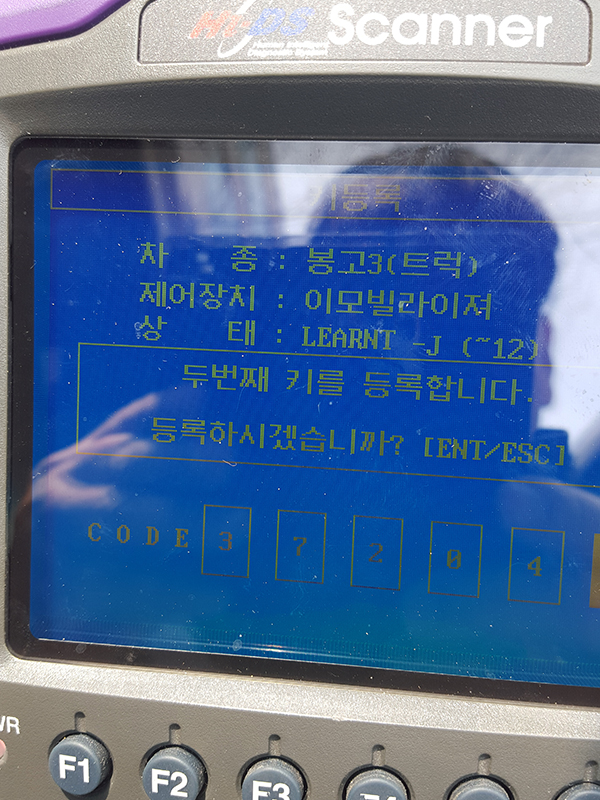 Hi-DS Scanner
키등록
차 종 : 봉고3(트럭)
제어장치 : 이모빌라이저
상 태 : LEARNT -J (~12)
두번째 키를 등록합니다.
등록하시겠습니까? [ENT/ESC]
CODE 3 7 2 0 4
F1 F2 F3